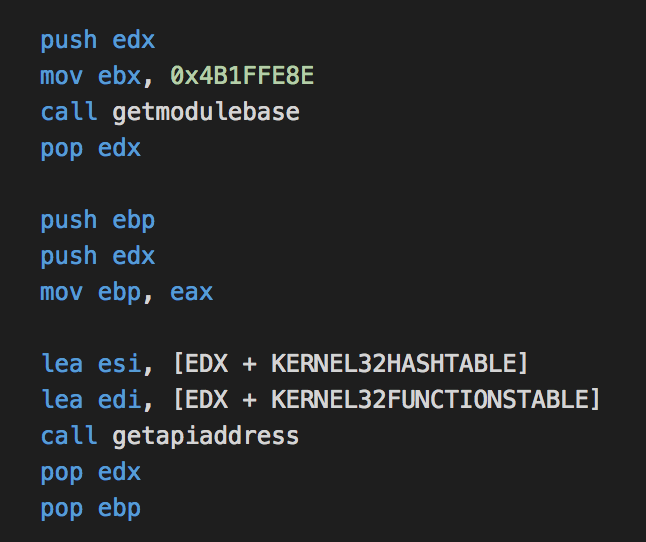 push edx
mov ebx, 0x4B1FFE8E
call getmodulebase
pop edx
push ebp
push edx
mov ebp, eax
lea esi, [EDX + KERNEL32HASHTABLE]
lea edi, [EDX + KERNEL32FUNCTIONSTABLE]
call getapiaddress
pop edx
pop ebp